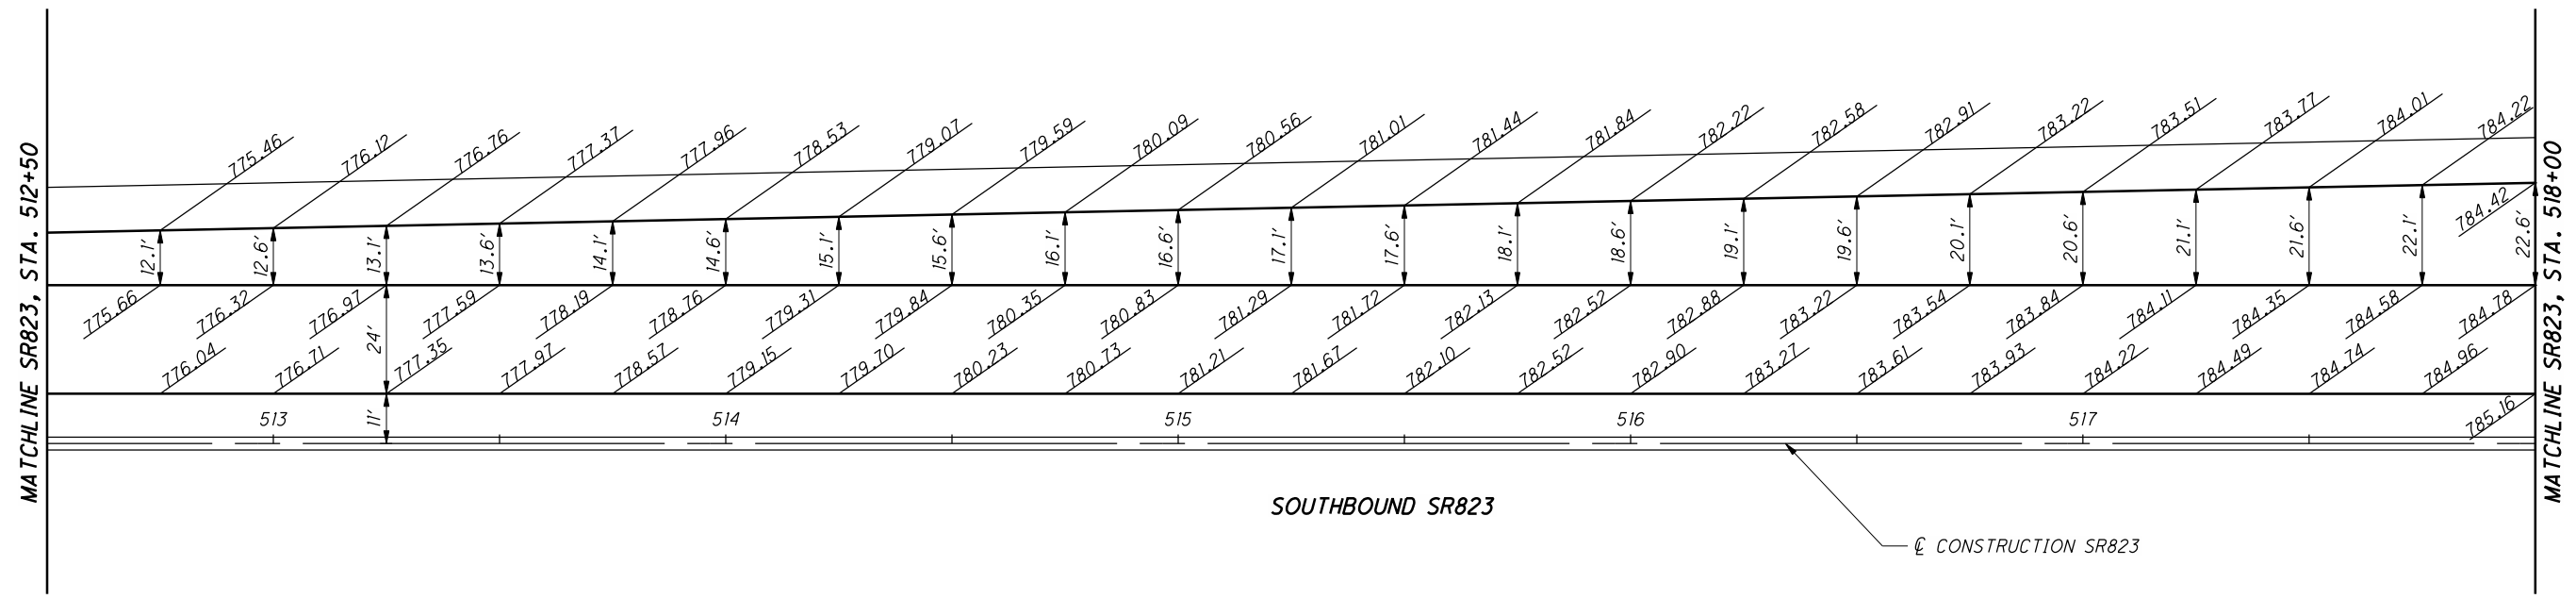 MATCHLINE SR823, STA. 512+50
775.46 776.12 776.76 777.37 777.96 778.53 779.07 779.59 780.09 780.56 781.01 781.44 781.84 782.22 782.58 782.91 783.22 783.51 783.77 784.01 784.22
784.42
12.1' 12.6' 13.1' 13.6' 14.1' 14.6' 15.1' 15.6' 16.1' 16.6' 17.1' 17.6' 18.1' 18.6' 19.1' 19.6' 20.1' 20.6' 21.1' 21.6' 22.1' 22.6'
775.66 776.32 776.97 777.59 778.19 778.76 779.31 779.84 780.35 780.83 781.29 781.72 782.13 782.52 782.88 783.22 783.54 783.84 784.11 784.35 784.58 784.78
24'
776.04 776.71 777.35 777.97 778.57 779.15 779.70 780.23 780.73 781.21 781.67 782.10 782.52 782.90 783.27 783.61 783.93 784.22 784.49 784.74 784.96
785.16
513 11' 514 515 516 517
SOUTHBOUND SR823
℄ CONSTRUCTION SR823
MATCHLINE SR823, STA. 518+00